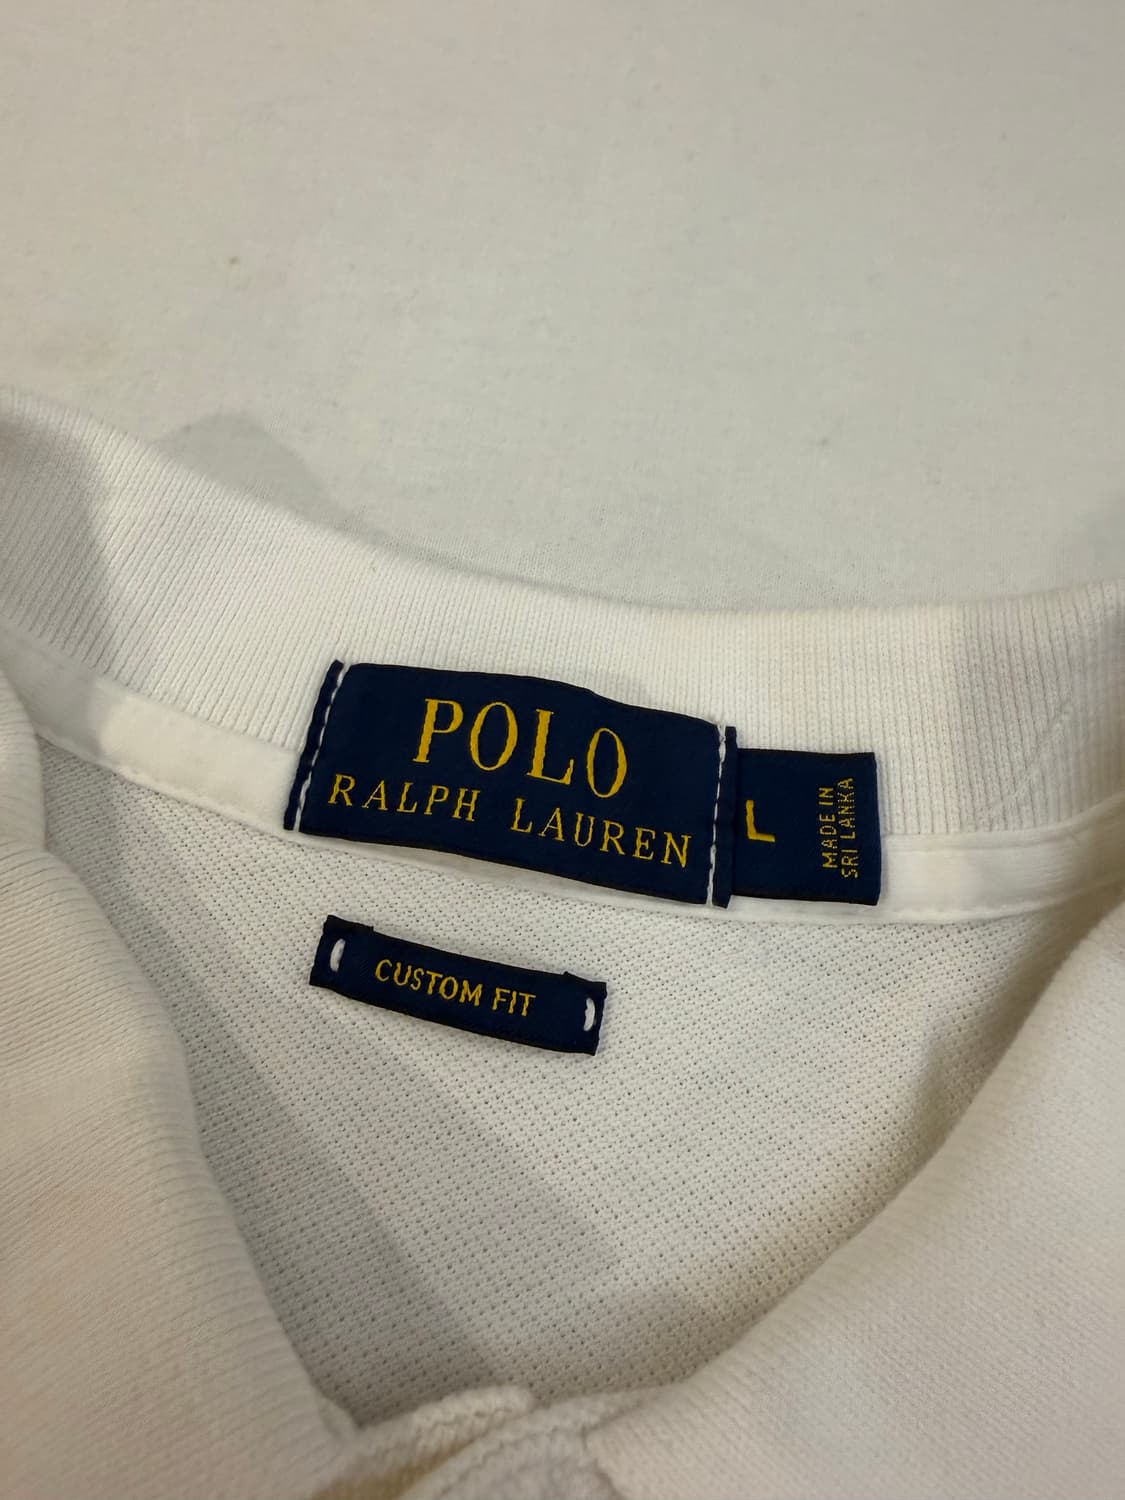 POLO
RALPH LAUREN
L
MADE IN
SRI LANKA
CUSTOM FIT